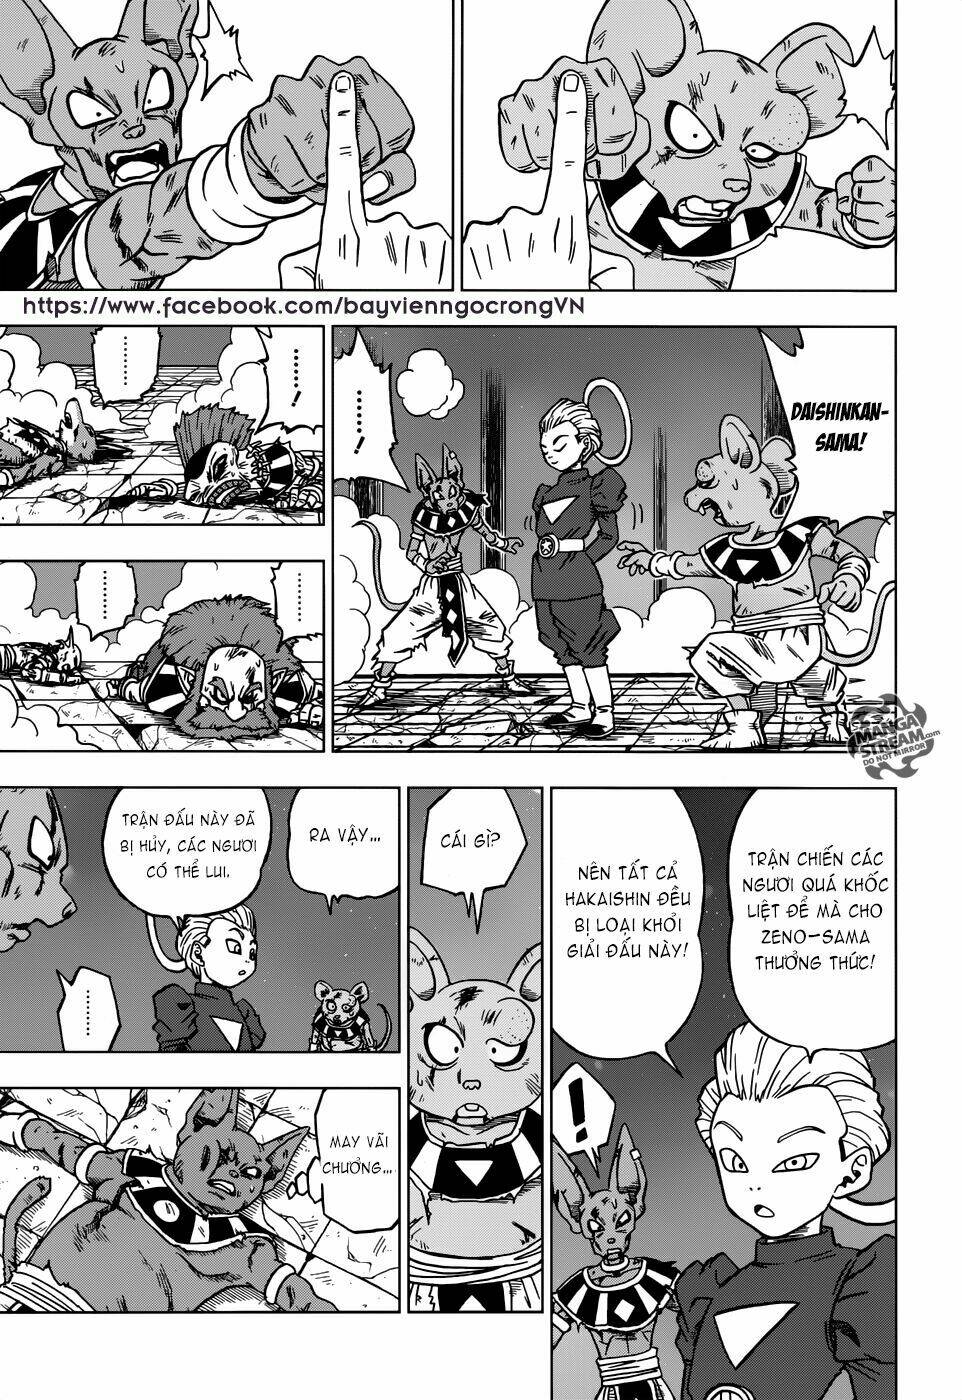 https://www.facebook.com/bayvienngocrongVN
DAISHINKAN-
SAMA!
........!
........
........!
........
........!
MANGA
STREAM.com
DO NOT MIRROR
TRẬN CHIẾN CÁC
NGƯƠI QUÁ KHỐC
LIỆT ĐỂ MÀ CHO
ZENO-SAMA
THƯỞNG THỨC!
NÊN TẤT CẢ
HAKAISHIN ĐỀU
BỊ LOẠI KHỎI
GIẢI ĐẤU NÀY!
!
CÁI GÌ?
RA VẬY...
TRẬN ĐẤU NÀY ĐÃ
BỊ HỦY, CÁC NGƯƠI
CÓ THỂ LUI.
........
MAY VÃI
CHƯỞNG...